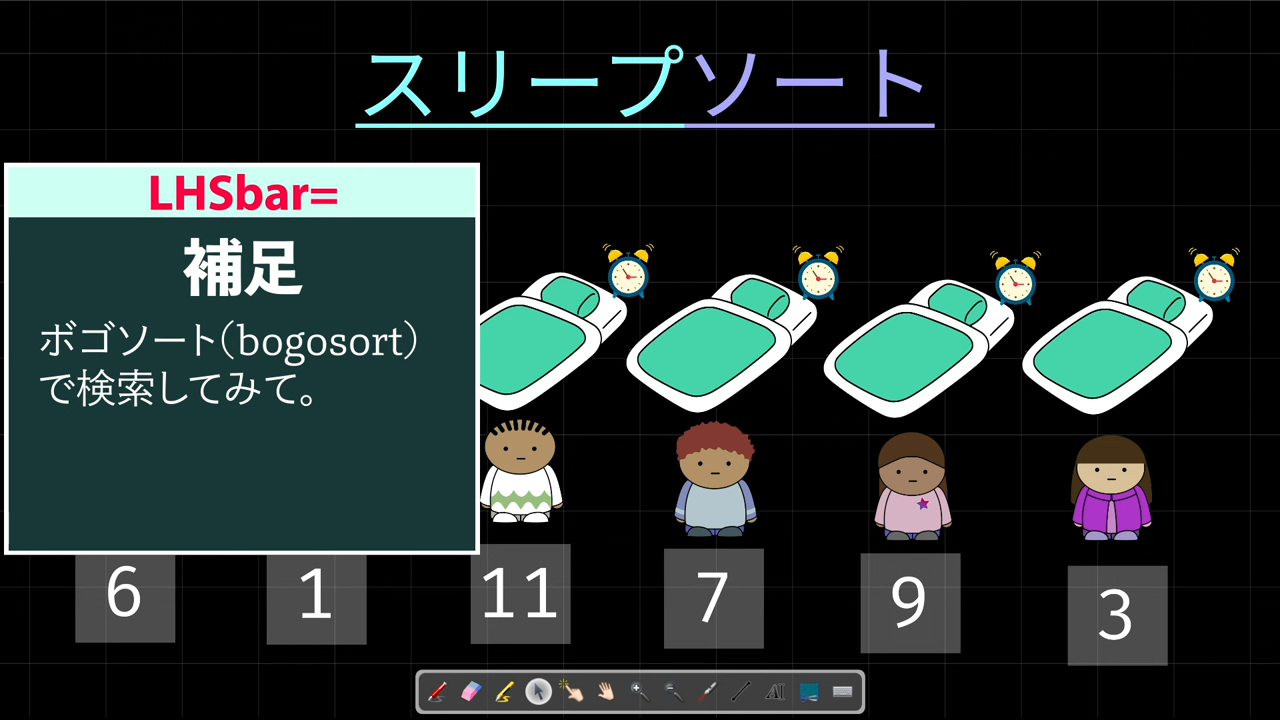 スリープソート
LHSbar=
補足
ボゴソート（bogosort）
で検索してみて。
6 1 11 7 9 3
AI